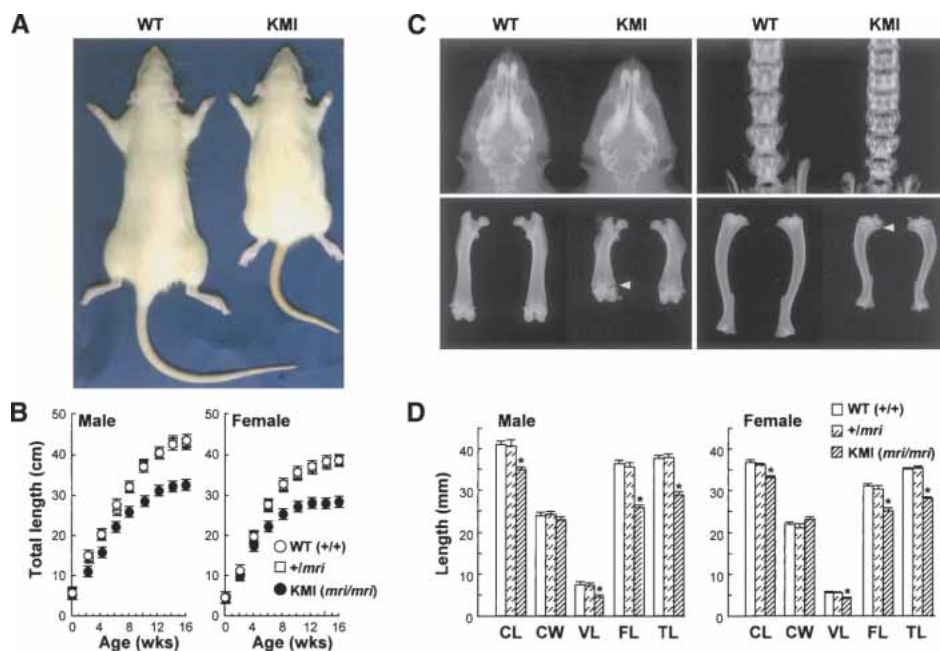 A
WT KMI
C
WT KMI WT KMI
B
Male
Total length (cm)
50
40
30
20
10
0
0 4 8 12 16
Age (wks)
Female
50
40
30
20
10
0
0 4 8 12 16
Age (wks)
WT (+/+)
+/mri
KMI (mri/mri)
D
Male
Length (mm)
40
30
20
10
0
* * * *
CL CW VL FL TL
Female
40
30
20
10
0
* * * *
CL CW VL FL TL
WT (+/+)
+/mri
KMI (mri/mri)